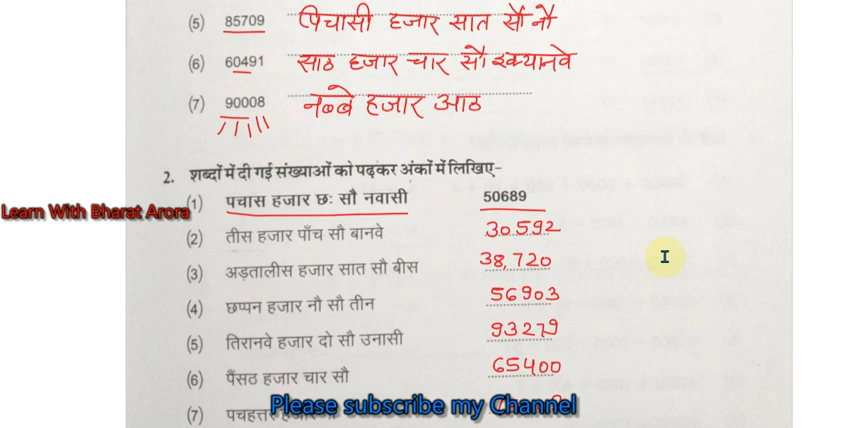 (5) 85709 पिचासी हजार सात सौ नौ
(6) 60491 साठ हजार चार सौ इक्यानवे
(7) 90008 नब्बे हजार आठ
2. शब्दों में दी गई संख्याओं को पढ़कर अंकों में लिखिए-
Learn With Bharat Arora
(1) पचास हजार छः सौ नवासी 50689
(2) तीस हजार पाँच सौ बानवे 30592
(3) अड़तालीस हजार सात सौ बीस 38,720
(4) छप्पन हजार नौ सौ तीन 56903
(5) तिरानवे हजार दो सौ उनासी 93279
(6) पैंसठ हजार चार सौ 65400
(7) पचहत्तर
Please subscribe my Channel